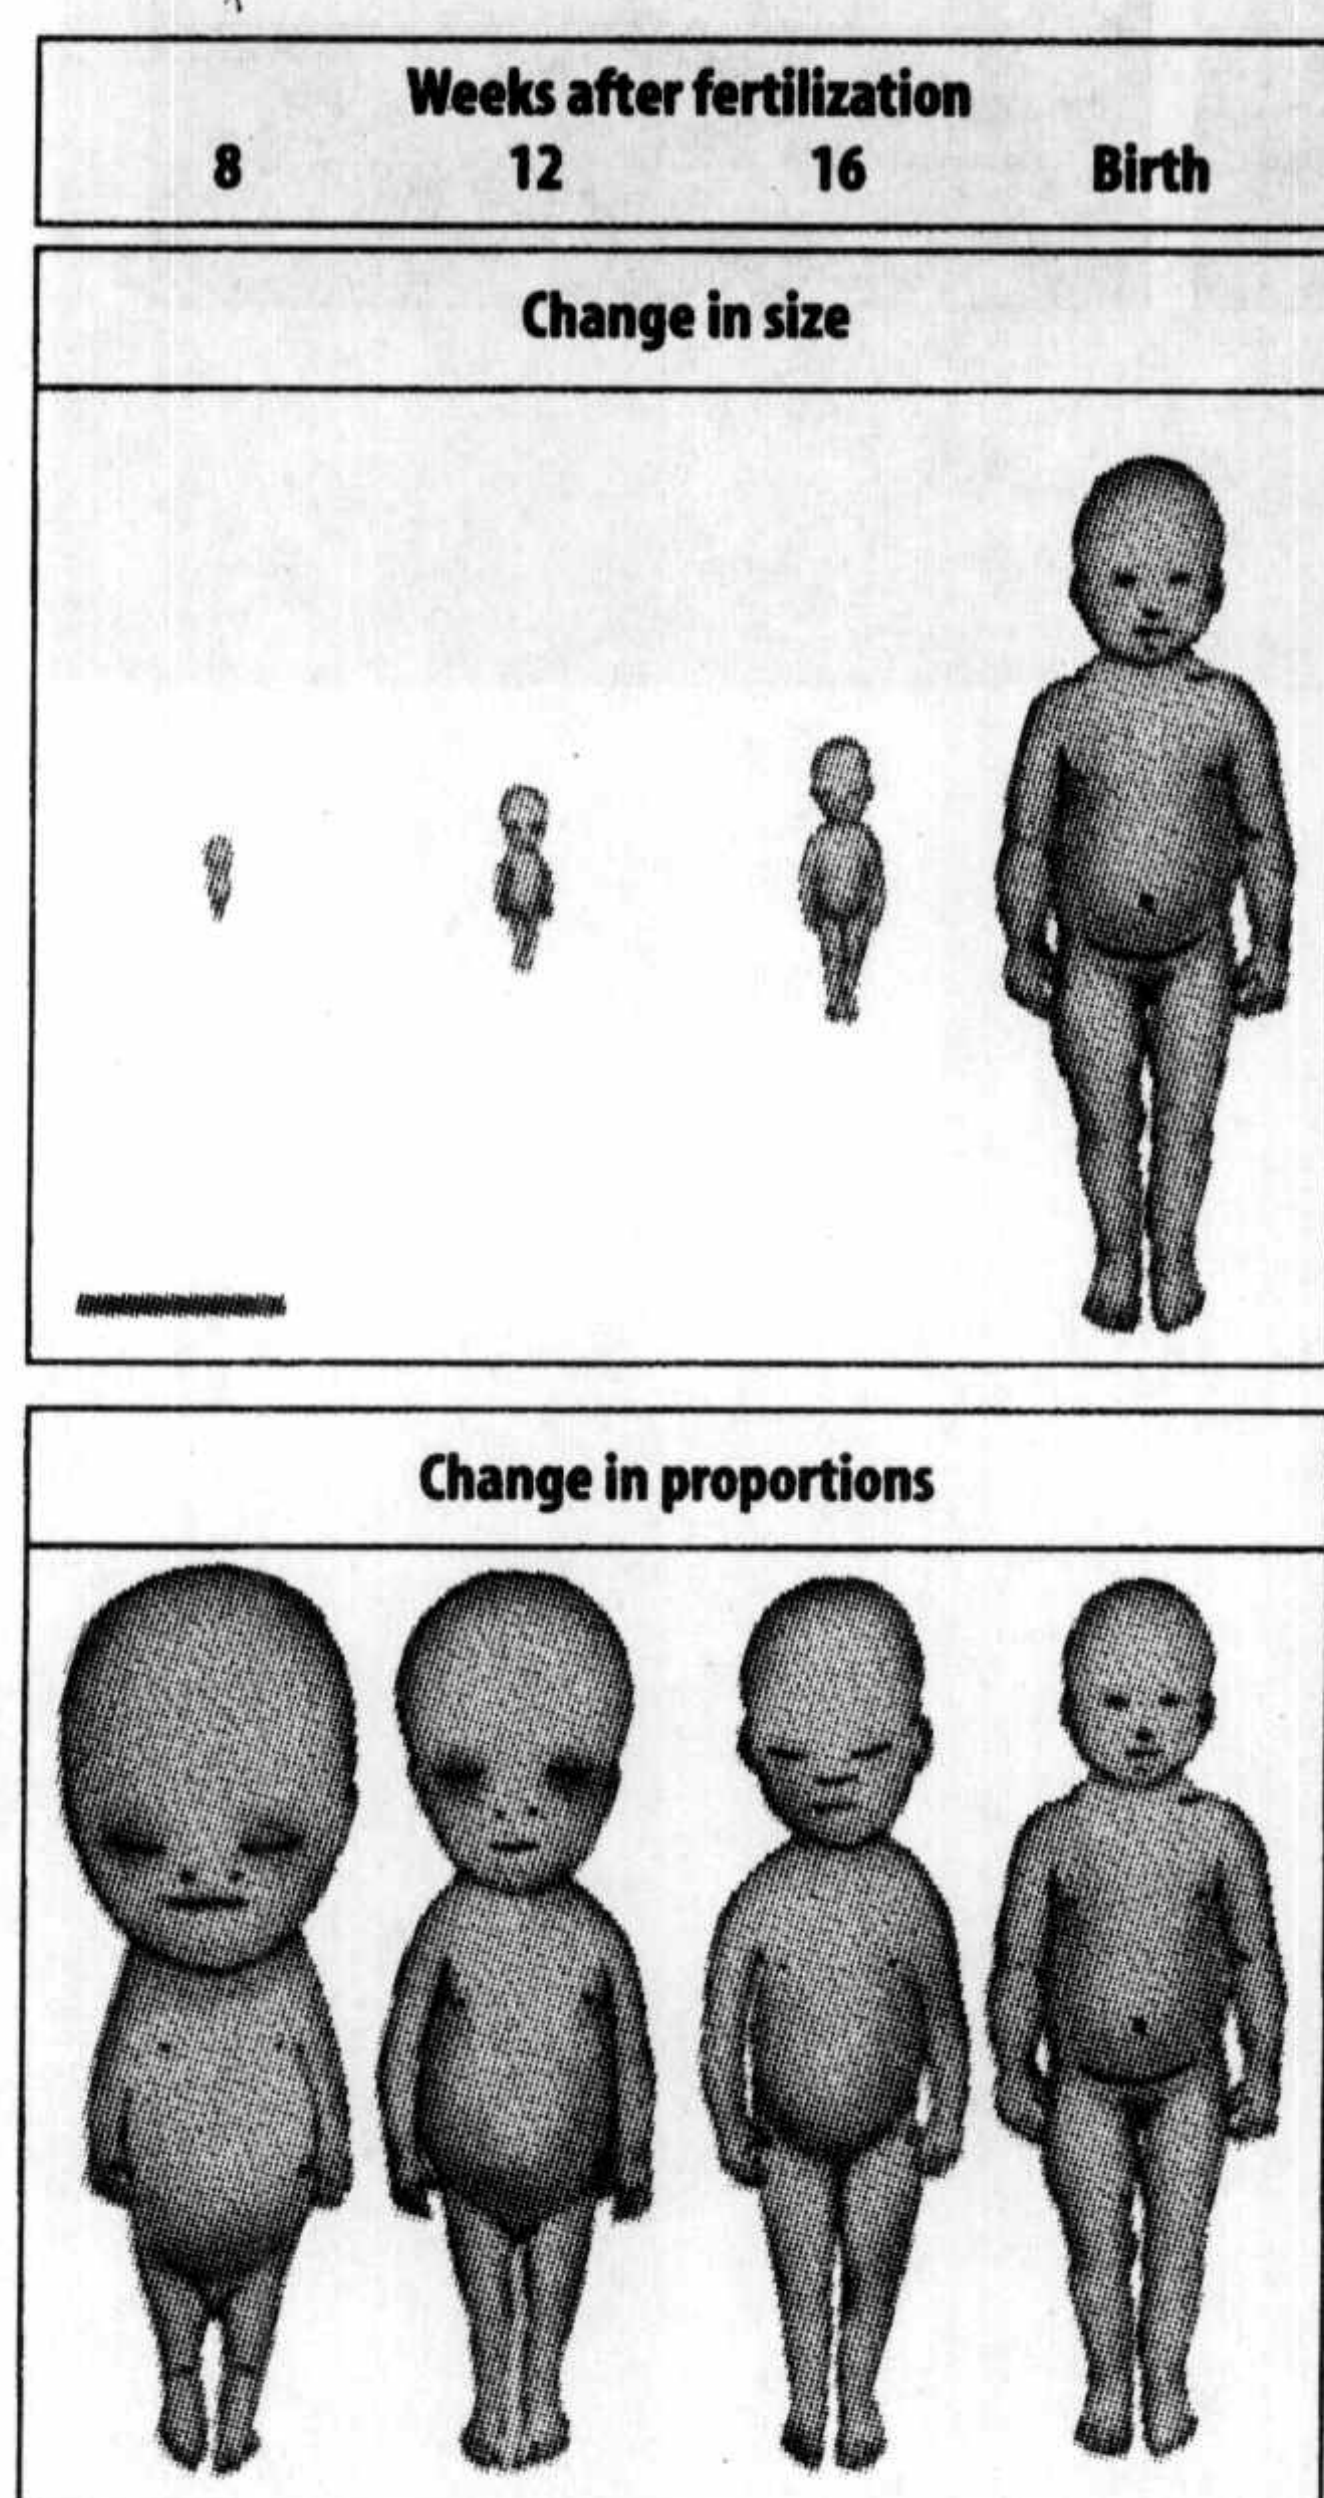 Weeks after fertilization
8 12 16 Birth
Change in size
Change in proportions